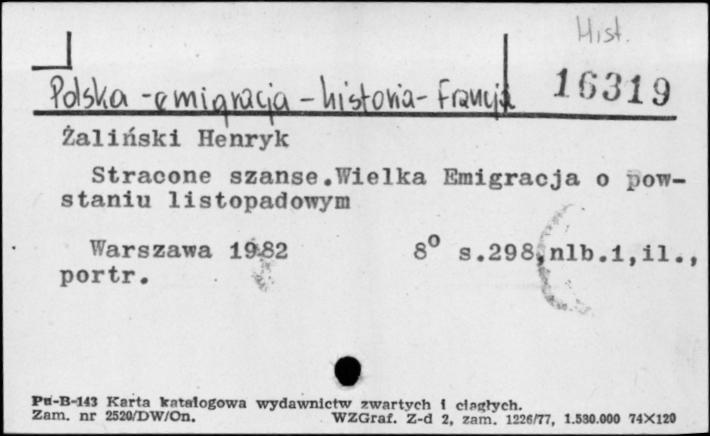 Hist.
Polska - emigracja - historia - Francja 16319
Żaliński Henryk
Stracone szanse.Wielka Emigracja o pow-
staniu listopadowym
Warszawa 1982 8° s.298,nlb.1,il.,
portr.
Pu-B-143 Karta katalogowa wydawnictw zwartych i ciągłych.
Zam. nr 2520/DW/On. WZGraf. Z-d 2, zam. 1226/77, 1.530.000 74X120